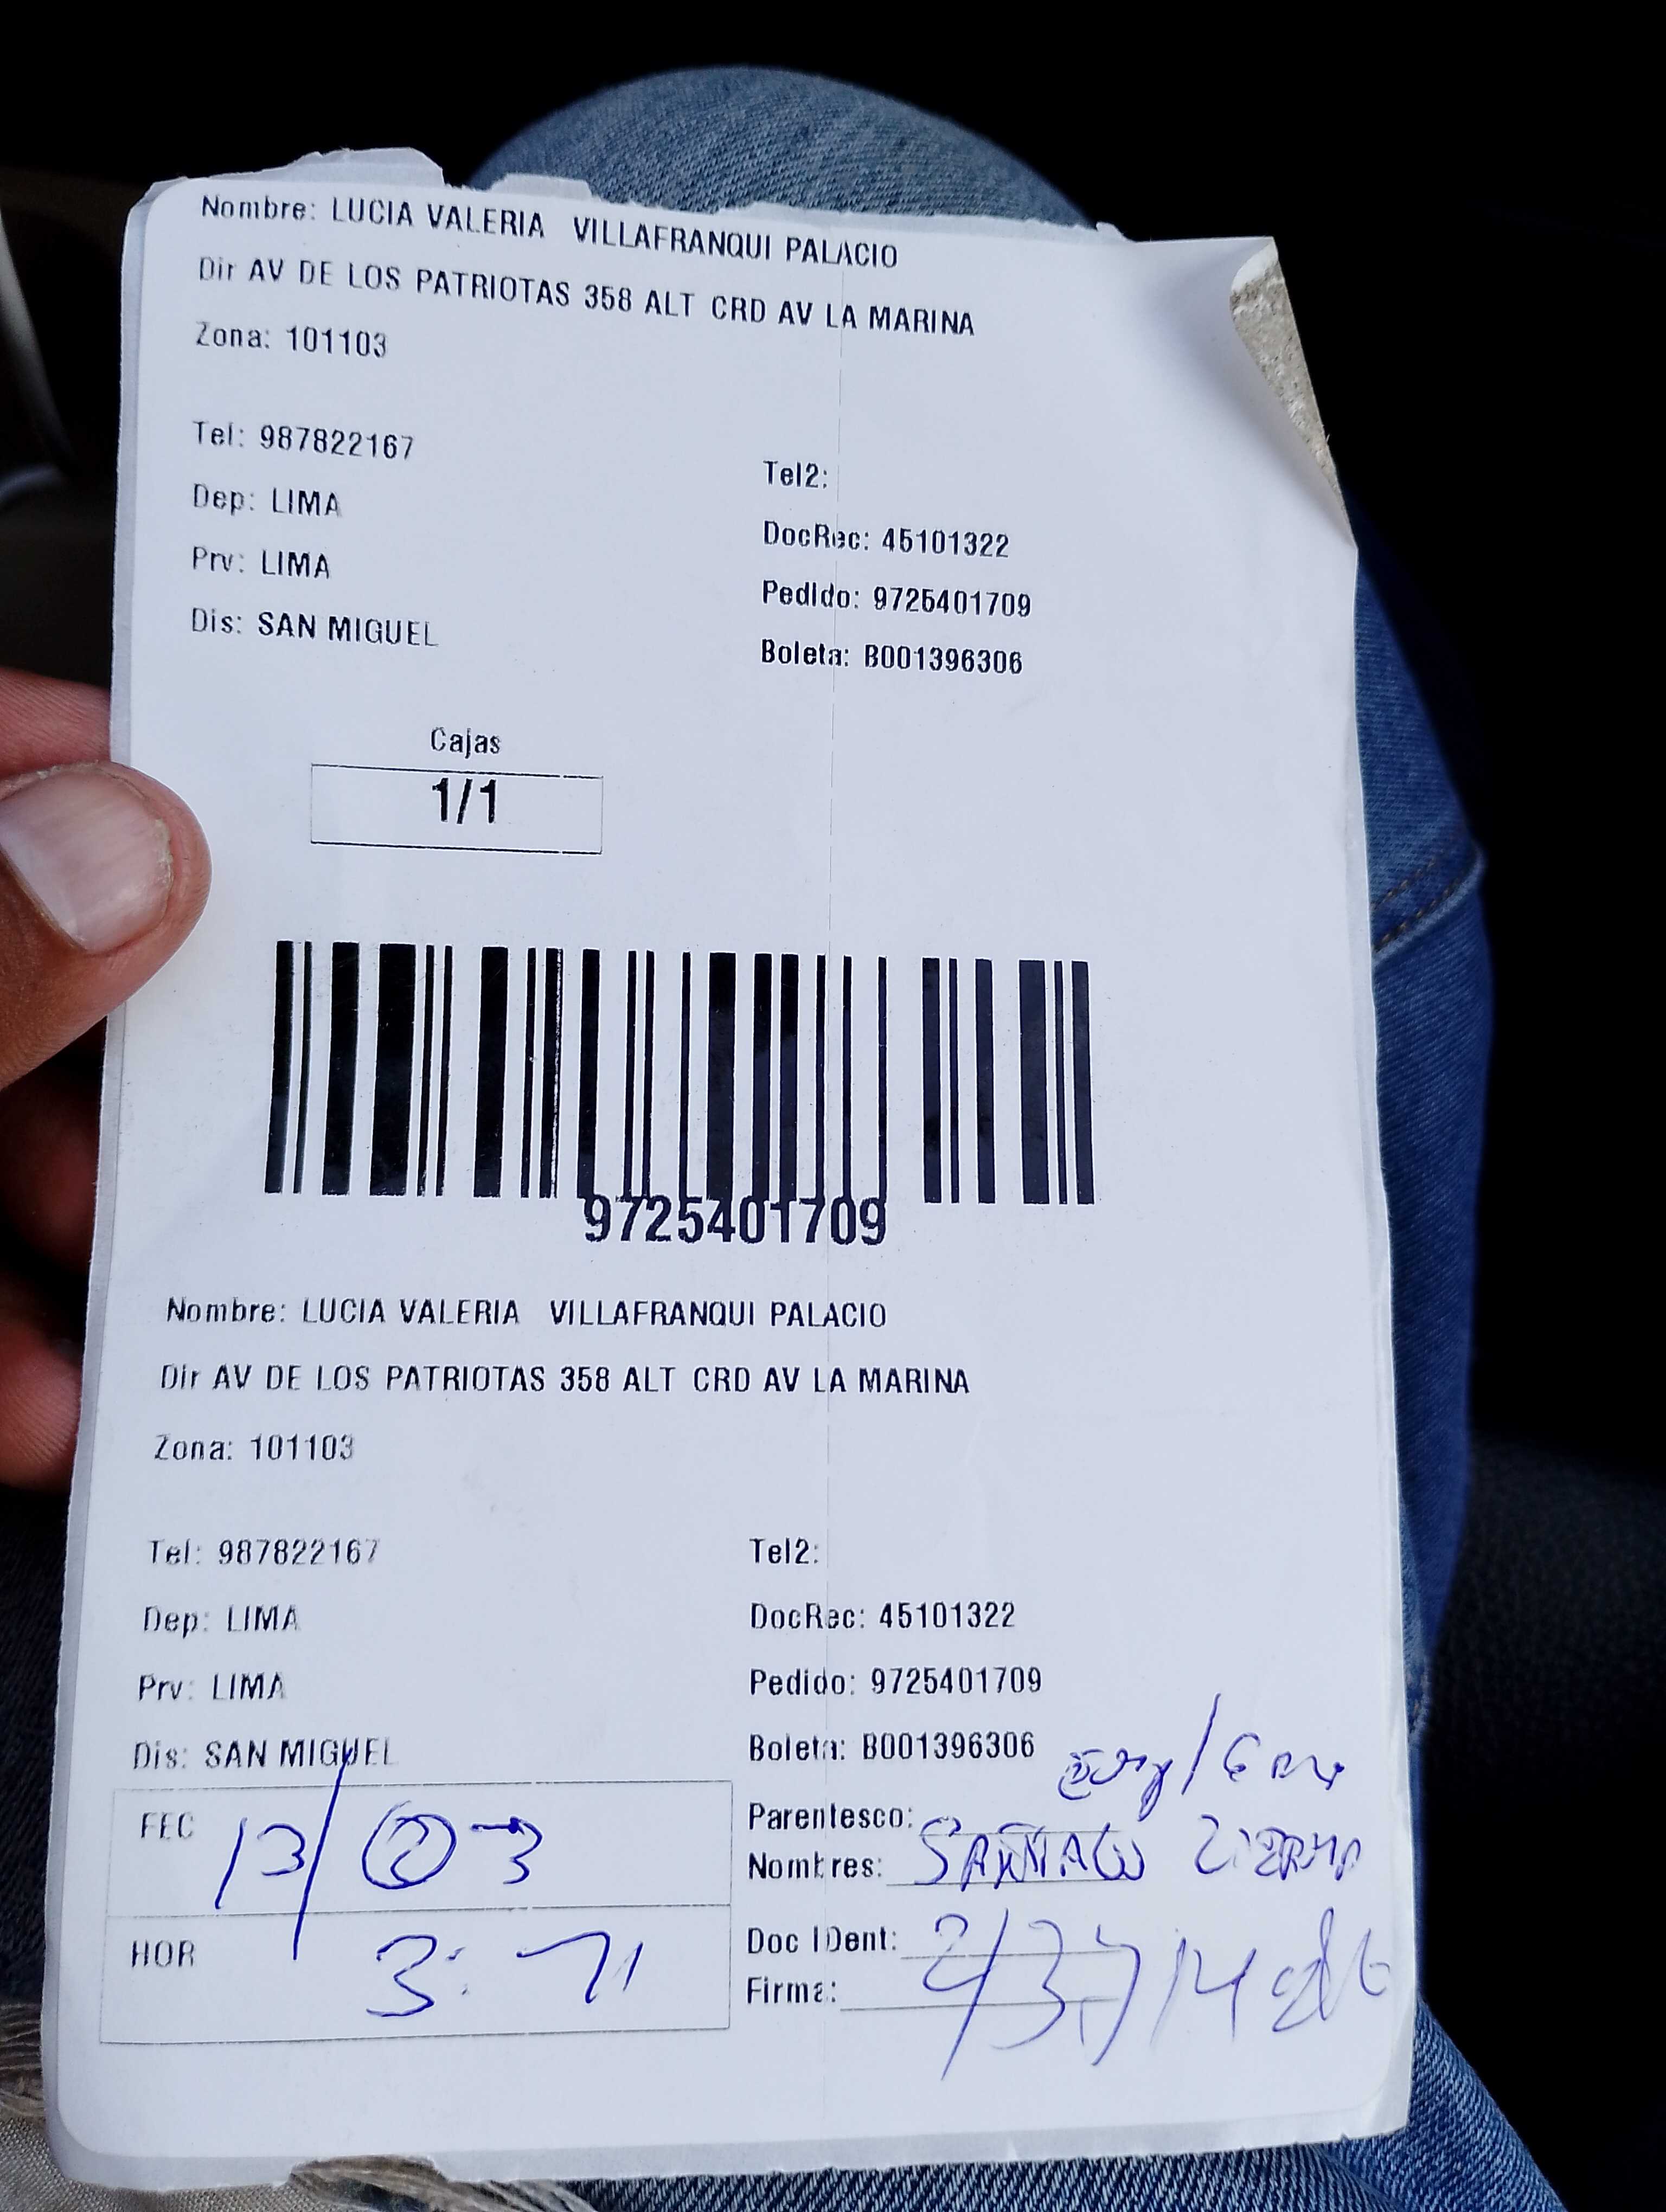 Nombre: LUCIA VALERIA VILLAFRANQUI PALACIO
Dir AV DE LOS PATRIOTAS 358 ALT CRD AV LA MARINA
Zona: 101103
Tel: 987822167
Tel2:
Dep: LIMA
DocRec: 45101322
Prv: LIMA
Pedido: 9725401709
Dis: SAN MIGUEL
Boleta: B001396306
Cajas
1/1
9725401709
Nombre: LUCIA VALERIA VILLAFRANQUI PALACIO
Dir AV DE LOS PATRIOTAS 358 ALT CRD AV LA MARINA
Zona: 101103
Tel: 987822167
Tel2:
Dep: LIMA
DocRec: 45101322
Prv: LIMA
Pedido: 9725401709
Dis: SAN MIGUEL
Boleta: B001396306
FEC
Parentesco:
Nombres:
HOR
Doc IDent:
Firma: